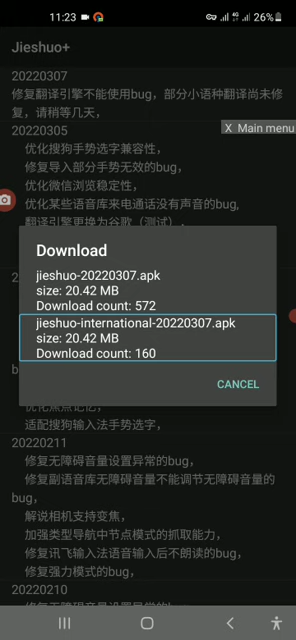 11:23
26%
Jieshuo+
20220307
修复翻译引擎不能使用bug，部分小语种翻译尚未修
复，请稍等几天，
20220305
X Main menu
优化搜狗手势选字兼容性，
修复导入部分手势无效的bug，
优化微信浏览稳定性，
优化某些语音库来电通话没有声音的bug,
翻译引擎更换为谷歌（测试），
Download
jieshuo-20220307.apk
size: 20.42 MB
Download count: 572
jieshuo-international-20220307.apk
size: 20.42 MB
Download count: 160
CANCEL
优化焦点记忆，
适配搜狗输入法手势选字，
20220211
修复无障碍音量设置异常的bug，
修复副语音库无障碍音量不能调节无障碍音量的
bug，
解说相机支持变焦，
加强类型导航中节点模式的抓取能力，
修复讯飞输入法语音输入后不朗读的bug，
修复强力模式的bug，
20220210